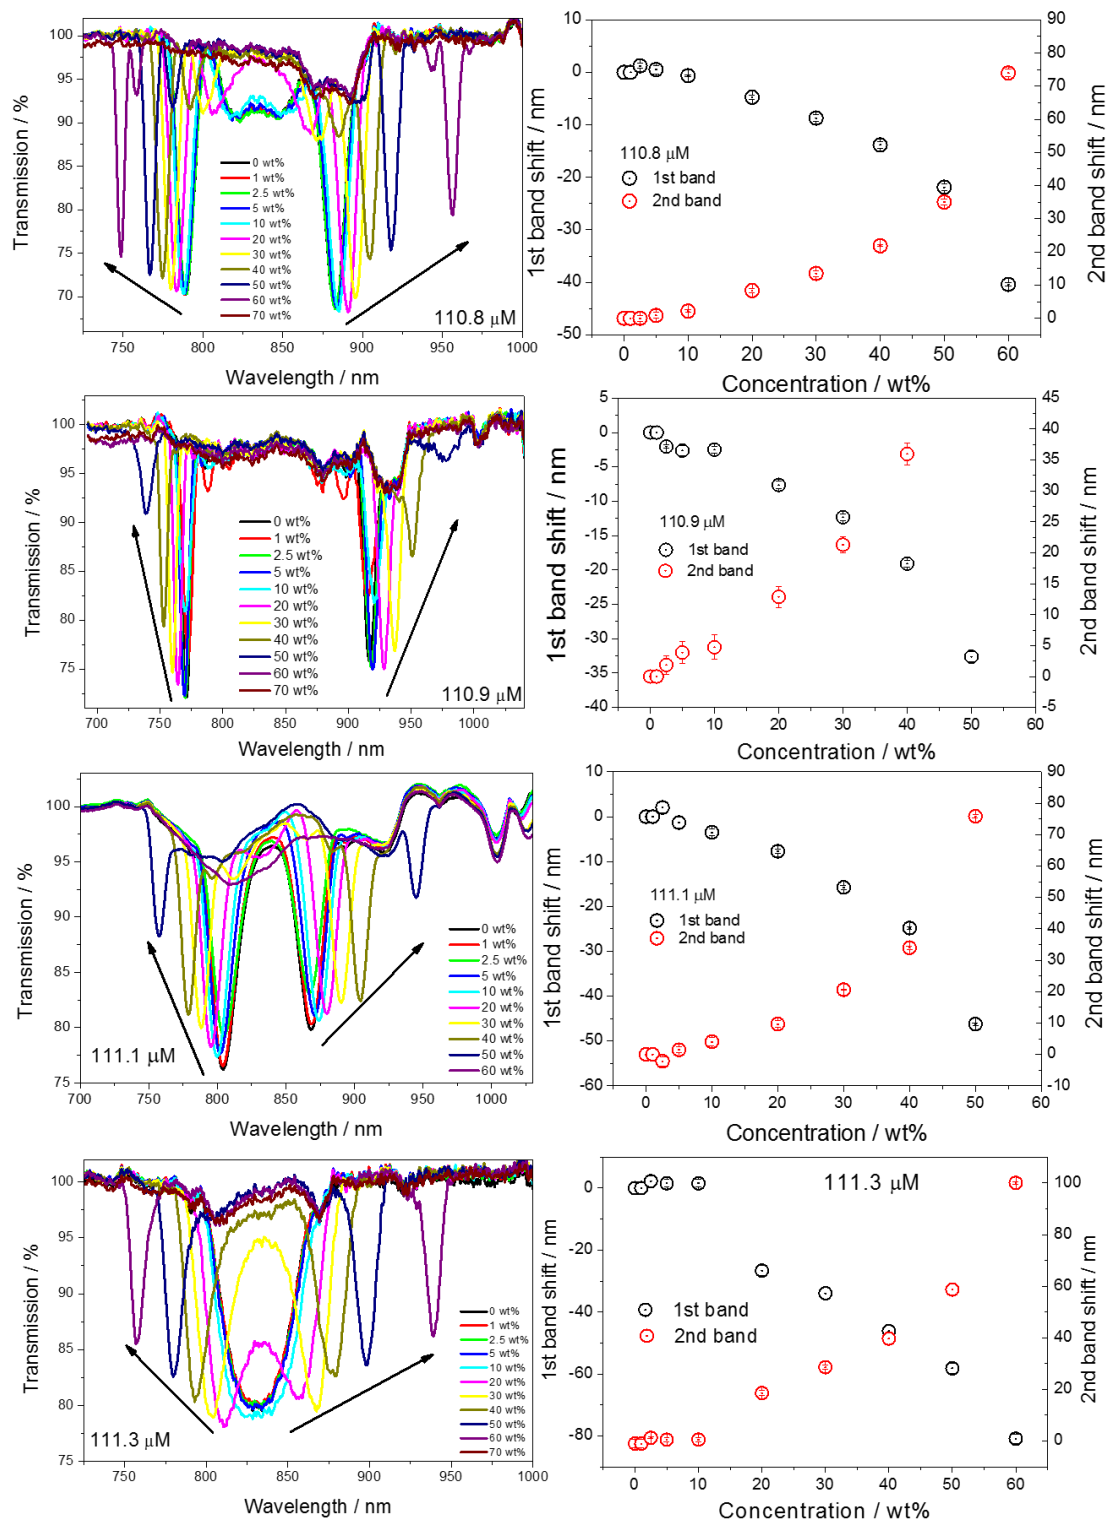 100
95
90
85
80
75
70
Transmission / %
0 wt%
1 wt%
2.5 wt%
5 wt%
10 wt%
20 wt%
30 wt%
40 wt%
50 wt%
60 wt%
70 wt%
110.8 μM
750 800 850 900 950 1000
Wavelength / nm
10
0
-10
-20
-30
-40
-50
1st band shift / nm
110.8 μM
1st band
2nd band
90
80
70
60
50
40
30
20
10
0
2nd band shift / nm
0 10 20 30 40 50 60
Concentration / wt%
100
95
90
85
80
75
Transmission / %
0 wt%
1 wt%
2.5 wt%
5 wt%
10 wt%
20 wt%
30 wt%
40 wt%
50 wt%
60 wt%
70 wt%
110.9 μM
700 750 800 850 900 950 1000
Wavelength / nm
5
0
-5
-10
-15
-20
-25
-30
-35
-40
1st band shift / nm
110.9 μM
1st band
2nd band
45
40
35
30
25
20
15
10
5
0
-5
2nd band shift / nm
0 10 20 30 40 50 60
Concentration / wt%
100
95
90
85
80
75
Transmission / %
0 wt%
1 wt%
2.5 wt%
5 wt%
10 wt%
20 wt%
30 wt%
40 wt%
50 wt%
60 wt%
111.1 μM
700 750 800 850 900 950 1000
Wavelength / nm
10
0
-10
-20
-30
-40
-50
-60
1st band shift / nm
111.1 μM
1st band
2nd band
90
80
70
60
50
40
30
20
10
0
-10
2nd band shift / nm
0 10 20 30 40 50 60
Concentration / wt%
100
95
90
85
80
75
Transmission / %
0 wt%
1 wt%
2.5 wt%
5 wt%
10 wt%
20 wt%
30 wt%
40 wt%
50 wt%
60 wt%
70 wt%
111.3 μM
750 800 850 900 950 1000
Wavelength / nm
0
-20
-40
-60
-80
1st band shift / nm
111.3 μM
1st band
2nd band
100
80
60
40
20
0
2nd band shift / nm
0 10 20 30 40 50 60
Concentration / wt%